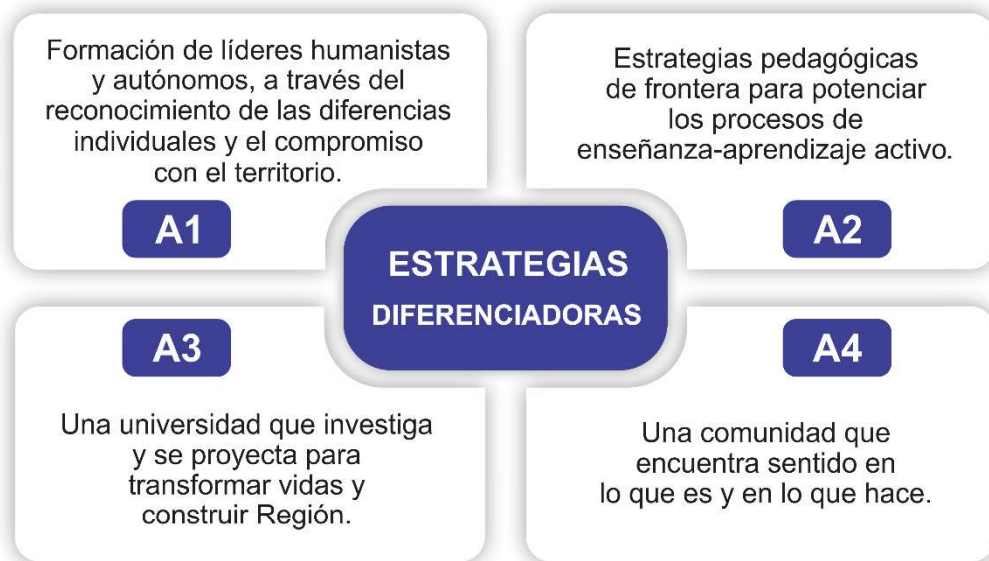 Formación de líderes humanistas
y autónomos, a través del
reconocimiento de las diferencias
individuales y el compromiso
con el territorio.
A1
Estrategias pedagógicas
de frontera para potenciar
los procesos de
enseñanza-aprendizaje activo.
A2
ESTRATEGIAS
DIFERENCIADORAS
A3
Una universidad que investiga
y se proyecta para
transformar vidas y
construir Región.
A4
Una comunidad que
encuentra sentido en
lo que es y en lo que hace.